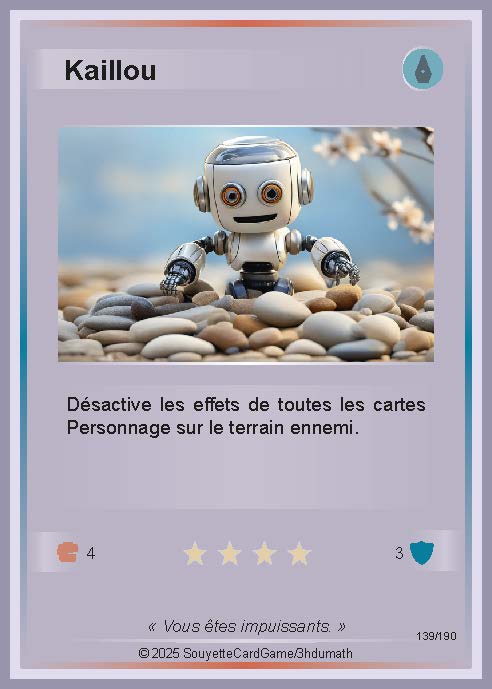 Kaillou
Désactive les effets de toutes les cartes
Personnage sur le terrain ennemi.
4
3
« Vous êtes impuissants. »
139/190
© 2025 SouyetteCardGame/3hdumath